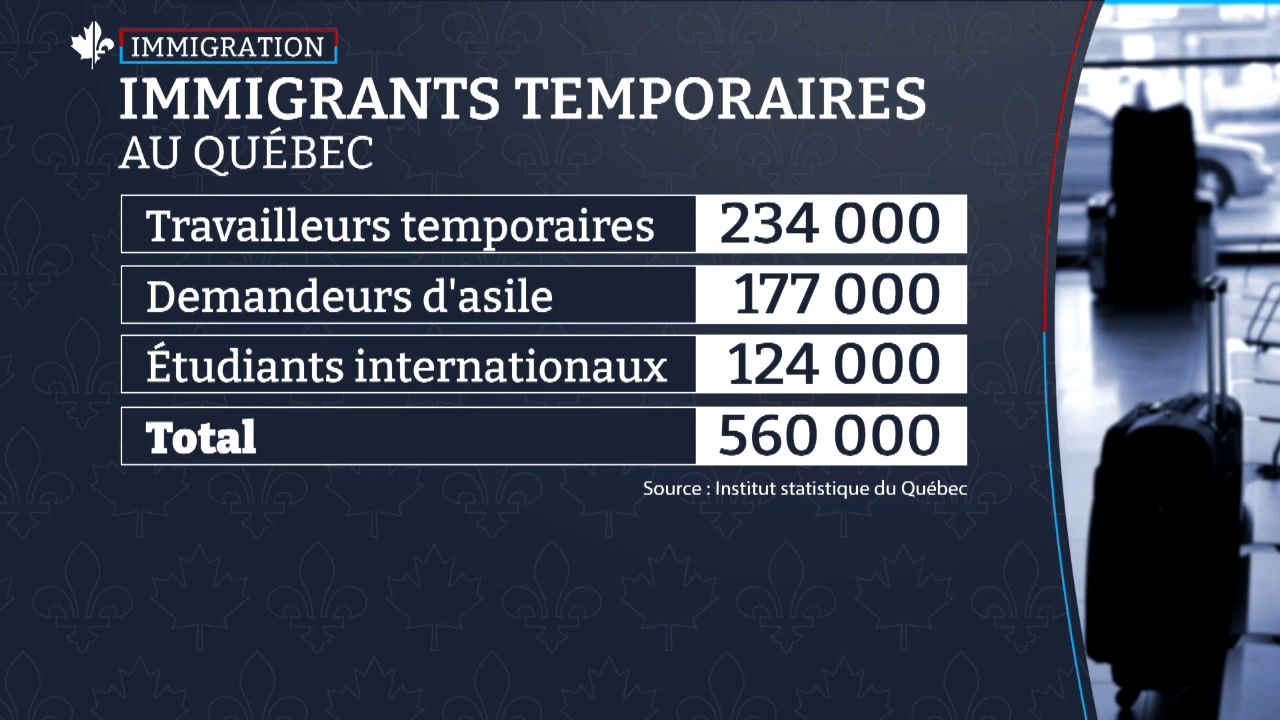 IMMIGRATION
IMMIGRANTS TEMPORAIRES
AU QUÉBEC
Travailleurs temporaires 234 000
Demandeurs d'asile 177 000
Étudiants internationaux 124 000
Total 560 000
Source : Institut statistique du Québec